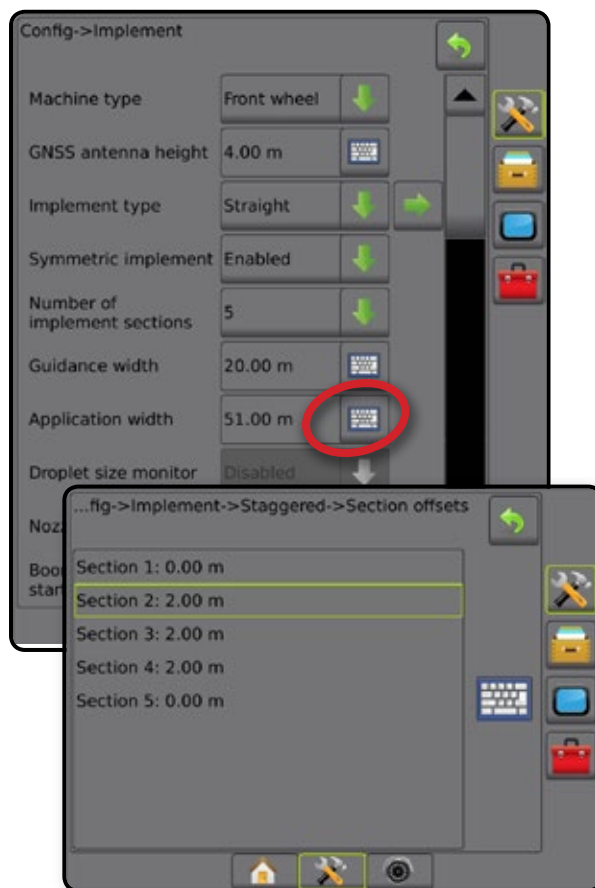 Config->Implement
Machine type
Front wheel
GNSS antenna height
4.00 m
Implement type
Straight
Symmetric implement
Enabled
Number of
implement sections
5
Guidance width
20.00 m
Application width
51.00 m
Droplet size monitor
Disabled
Noz
Boo
star
...fig->Implement->Staggered->Section offsets
Section 1: 0.00 m
Section 2: 2.00 m
Section 3: 2.00 m
Section 4: 2.00 m
Section 5: 0.00 m